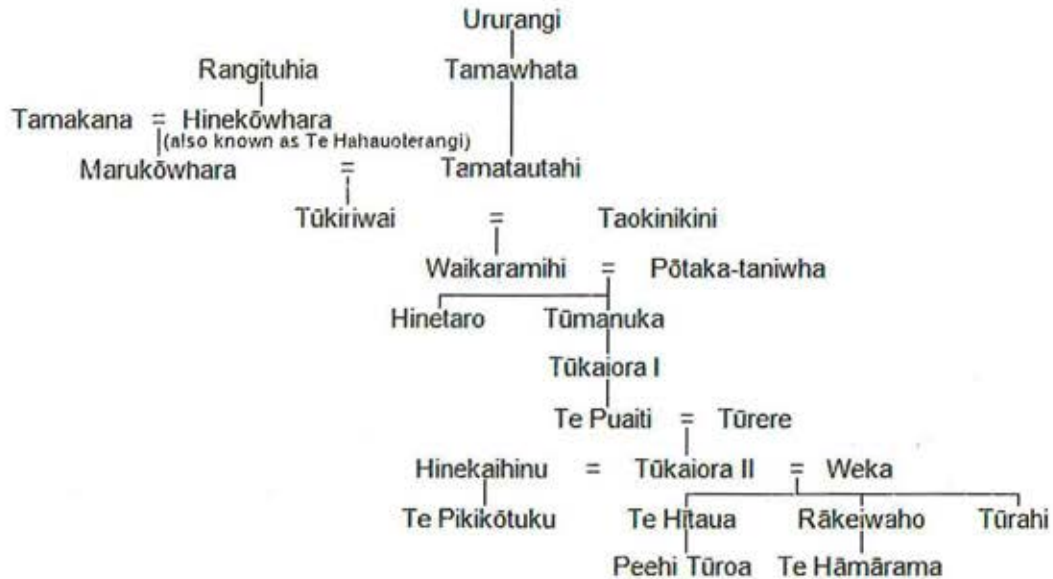 Ururangi
Rangituhia Tamawhata
Tamakana = Hinekōwhara
(also known as Te Hahauoterangi)
Marukōwhara = Tamatautahi
Tūkiriwai = Taokinikini
Waikaramihi = Pōtaka-taniwha
Hinetaro Tūmanuka
Tūkaiora I
Te Puaiti = Tūrere
Hinekaihinu = Tūkaiora II = Weka
Te Pikikōtuku Te Hītaua Rākeiwaho Tūrahi
Peehi Tūroa Te Hāmārama